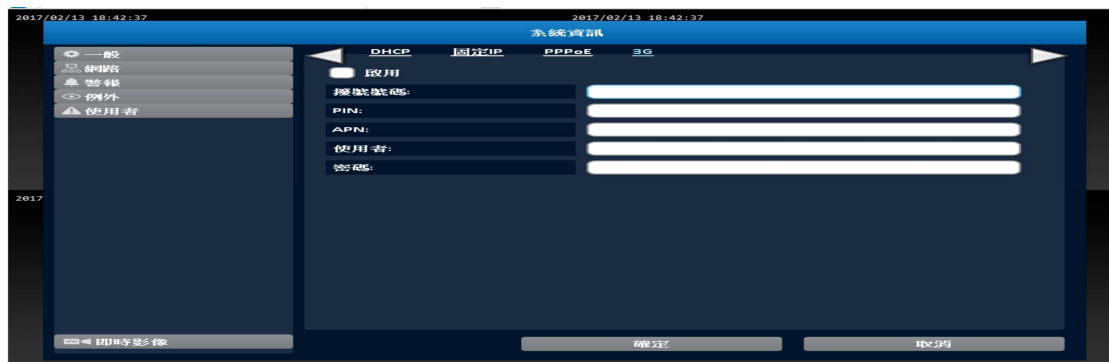 2017/02/13 18:42:37
2017/02/13 18:42:37
系統資訊
一般
網路
警報
例外
使用者
DHCP 固定IP PPPoE 3G
啟用
撥號號碼:
PIN:
APN:
使用者:
密碼:
2017
即時影像
確定 取消